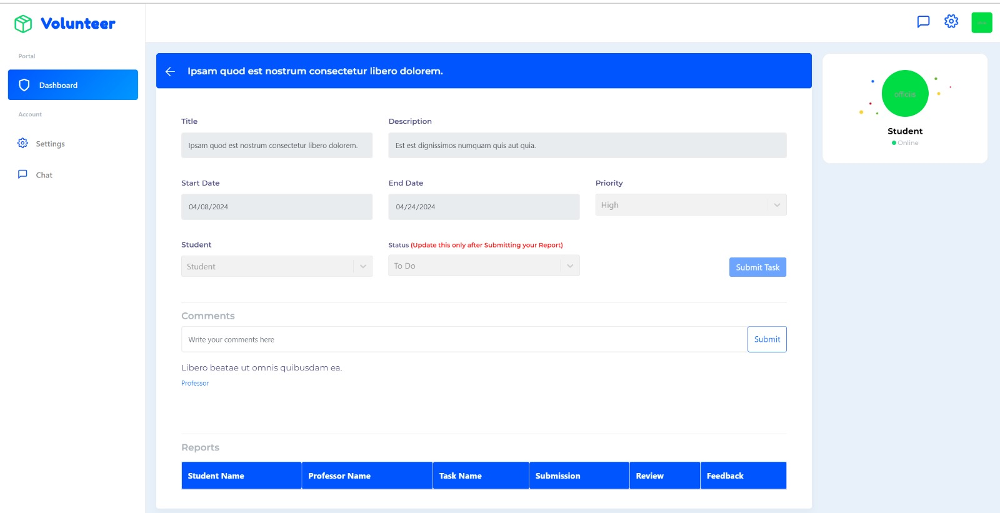 Volunteer
Portal
Dashboard
Account
Settings
Chat
Ipsam quod est nostrum consectetur libero dolorem.
Title
Description
Ipsam quod est nostrum consectetur libero dolorem.
Est est dignissimos numquam quis aut quia.
Start Date
End Date
Priority
04/08/2024
04/24/2024
High
Student
Status (Update this only after Submitting your Report)
Student
To Do
Submit Task
Comments
Write your comments here
Submit
Libero beatae ut omnis quibusdam ea.
Professor
Reports
Student Name
Professor Name
Task Name
Submission
Review
Feedback
officiis
Student
Online